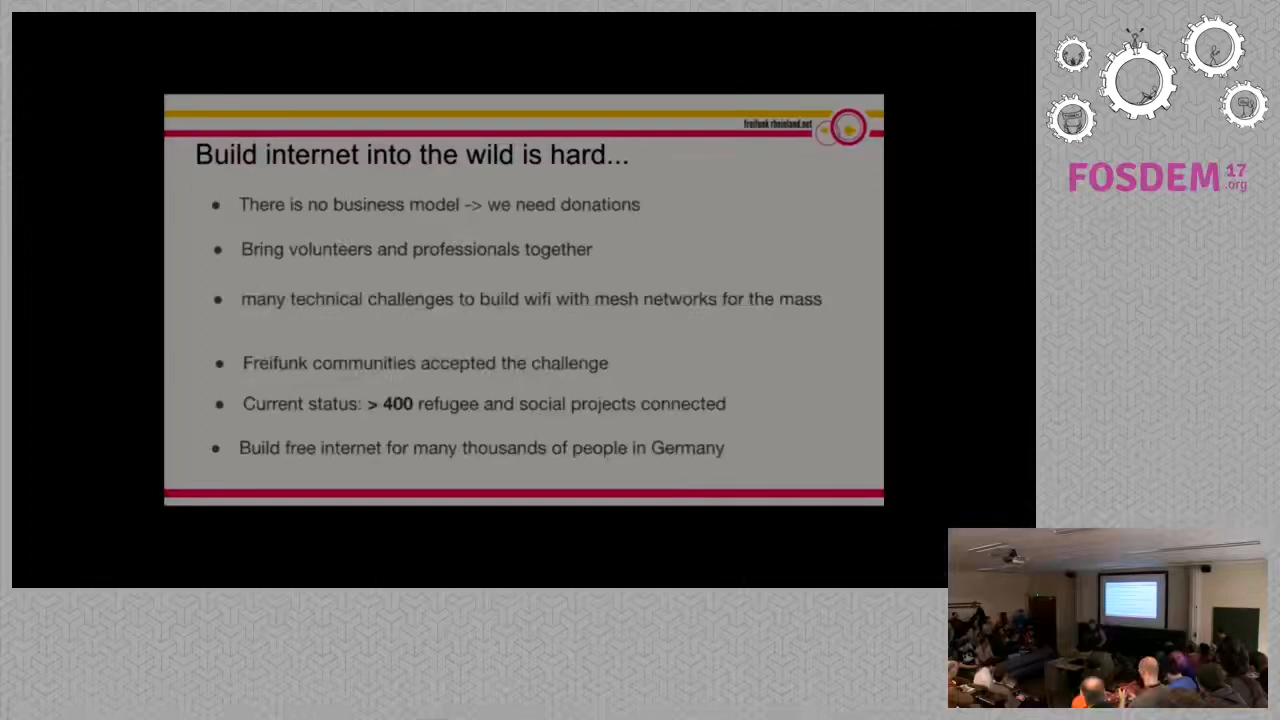 freifunk rheinland.net
Build internet into the wild is hard...
There is no business model -> we need donations
Bring volunteers and professionals together
many technical challenges to build wifi with mesh networks for the mass
Freifunk communities accepted the challenge
Current status: > 400 refugee and social projects connected
Build free internet for many thousands of people in Germany
FOSDEM 17
.org